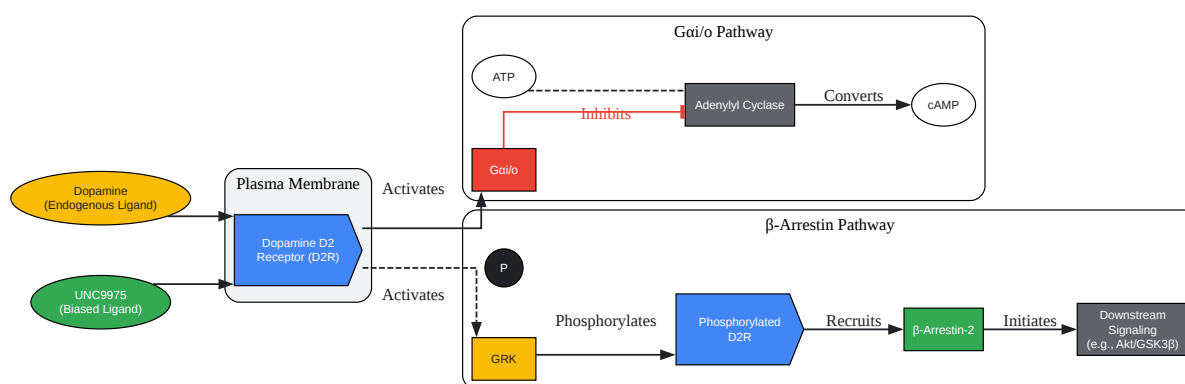 Gαi/o Pathway
ATP
Adenylyl Cyclase
Converts
cAMP
Inhibits
Gαi/o
Plasma Membrane
Activates
Dopamine
(Endogenous Ligand)
Dopamine D2
Receptor (D2R)
UNC9975
(Biased Ligand)
Activates
β-Arrestin Pathway
P
GRK
Phosphorylates
Phosphorylated
D2R
Recruits
β-Arrestin-2
Initiates
Downstream
Signaling
(e.g., Akt/GSK3β)